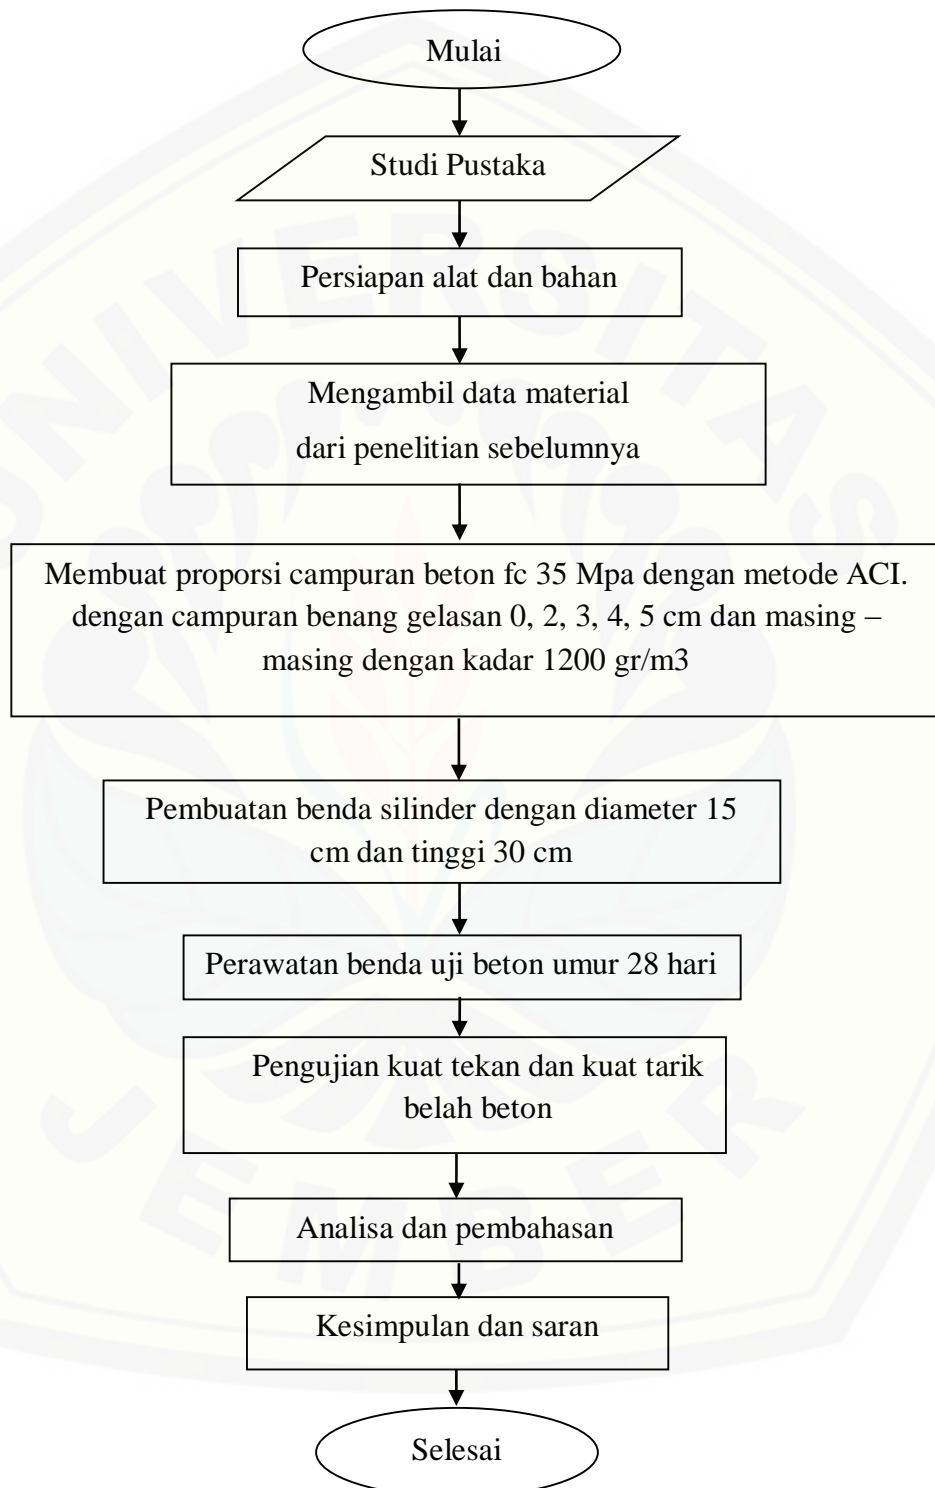 Mulai
Studi Pustaka
Persiapan alat dan bahan
Mengambil data material
dari penelitian sebelumnya
Membuat proporsi campuran beton fc 35 Mpa dengan metode ACI.
dengan campuran benang gelasan 0, 2, 3, 4, 5 cm dan masing –
masing dengan kadar 1200 gr/m3
Pembuatan benda silinder dengan diameter 15
cm dan tinggi 30 cm
Perawatan benda uji beton umur 28 hari
Pengujian kuat tekan dan kuat tarik
belah beton
Analisa dan pembahasan
Kesimpulan dan saran
Selesai
UNIVERSITAS
JEMBER